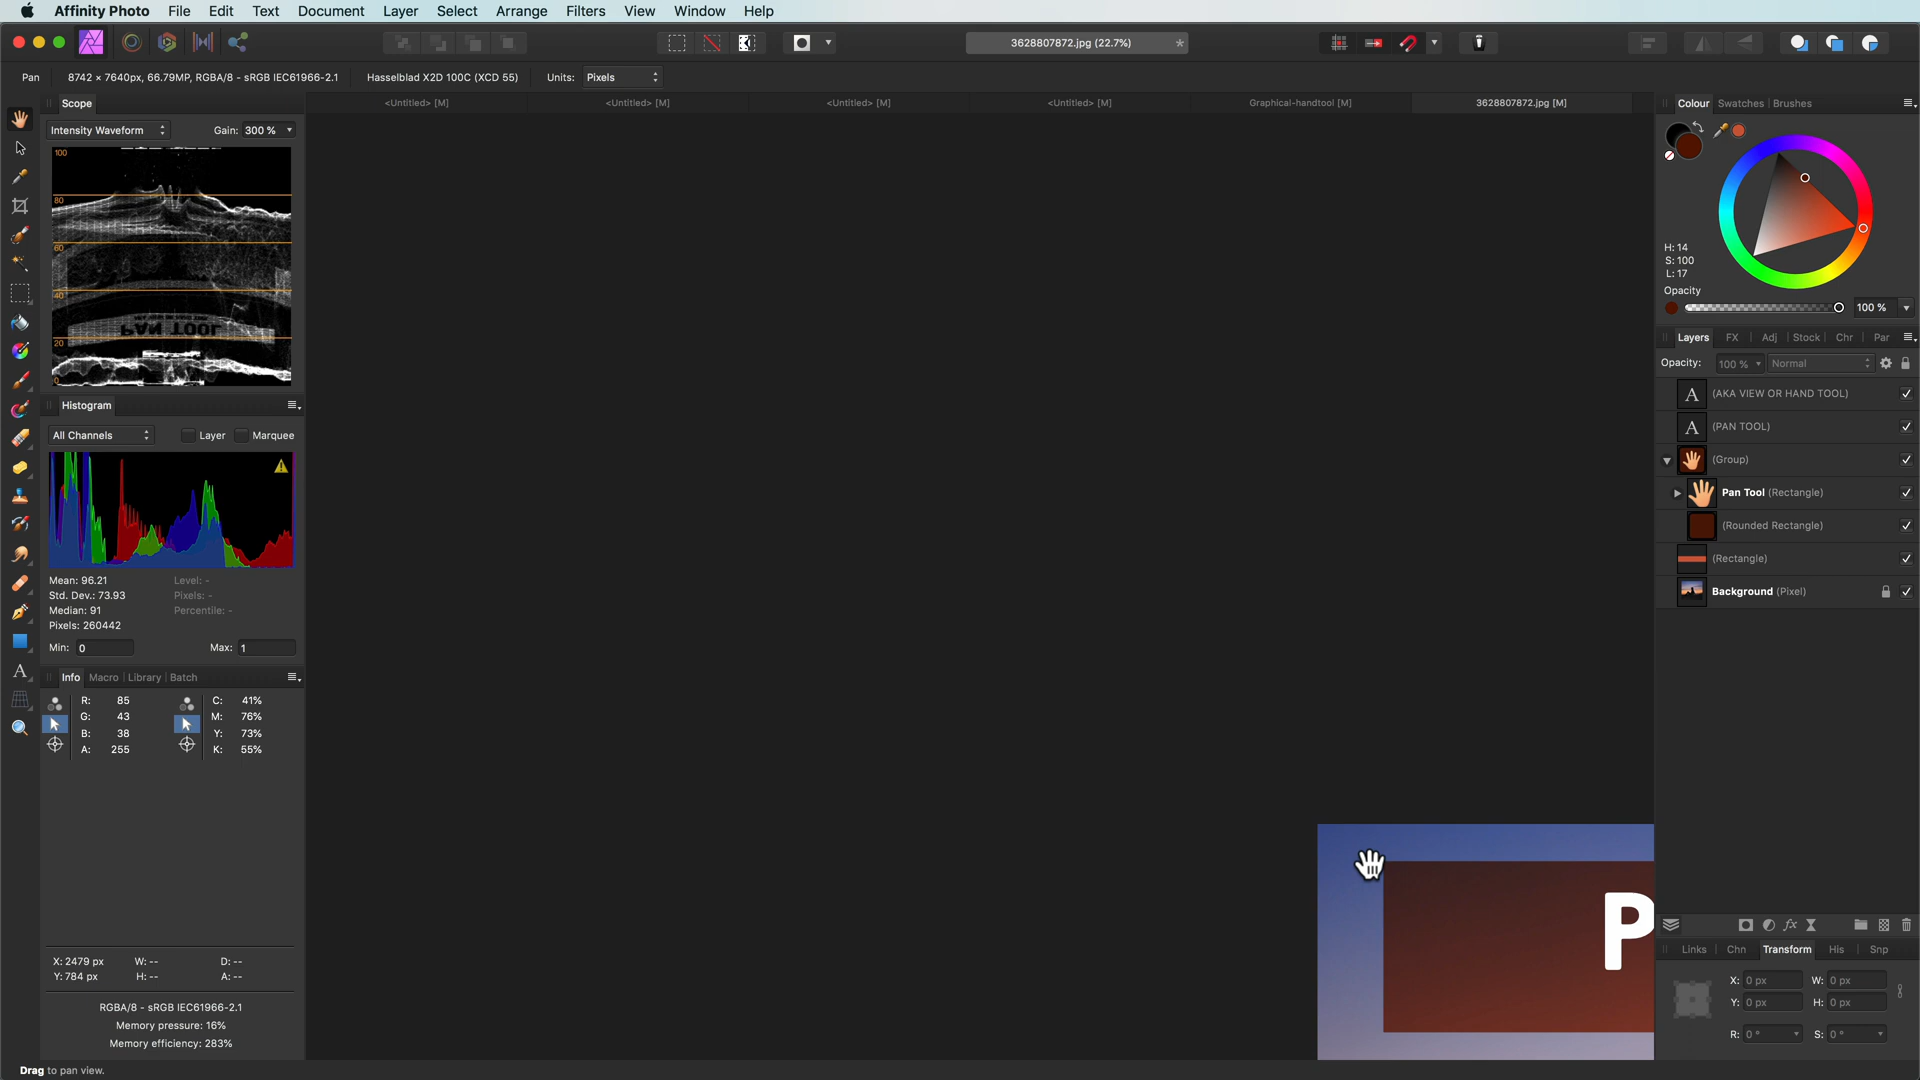 Affinity Photo File Edit Text Document Layer Select Arrange Filters View Window Help
3628807872.jpg (22.7%)
Pan 8742 × 7640px, 66.79MP, RGBA/8 - sRGB IEC61966-2.1 Hasselblad X2D 100C (XCD 55) Units: Pixels
Scope
<Untitled> [M] <Untitled> [M] <Untitled> [M] <Untitled> [M] Graphical-handtool [M] 3628807872.jpg [M]
Colour Swatches Brushes
Intensity Waveform Gain: 300 %
100
80
60
40
PAN TOOL
20
0
H: 14
S: 100
L: 17
Opacity
100 %
Layers FX Adj Stock Chr Par
Opacity: 100 % Normal
(AKA VIEW OR HAND TOOL)
(PAN TOOL)
(Group)
Pan Tool (Rectangle)
(Rounded Rectangle)
(Rectangle)
Background (Pixel)
Histogram
All Channels Layer Marquee
Mean: 96.21 Level: -
Std. Dev.: 73.93 Pixels: -
Median: 91 Percentile: -
Pixels: 260442
Min: 0 Max: 1
Info Macro Library Batch
R: 85 C: 41%
G: 43 M: 76%
B: 38 Y: 73%
A: 255 K: 55%
P
X: 2479 px W: -- D: --
Y: 784 px H: -- A: --
RGBA/8 - sRGB IEC61966-2.1
Memory pressure: 16%
Memory efficiency: 283%
Links Chn Transform His Snp
X: 0 px W: 0 px
Y: 0 px H: 0 px
R: 0 ° S: 0 °
Drag to pan view.